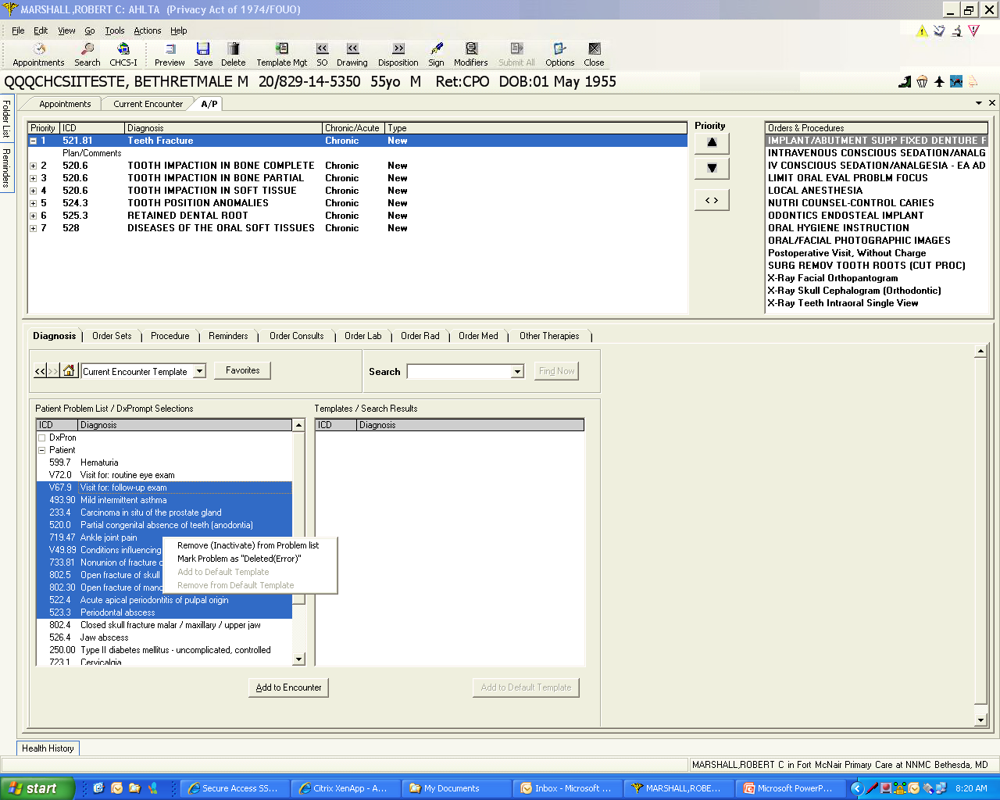 MARSHALL,ROBERT C: AHLTA (Privacy Act of 1974/FOUO)
File Edit View Go Tools Actions Help
Appointments Search CHCS-I Preview Save Delete Template Mgt SO Drawing Disposition Sign Modifiers Submit All Options Close
QQQCHCSIITESTE, BETHRETMALE M 20/829-14-5350 55yo M Ret:CPO DOB:01 May 1955
Folder List
Reminders
Appointments Current Encounter A/P
Priority ICD Diagnosis Chronic/Acute Type
1 521.81 Teeth Fracture Chronic New
Plan/Comments
2 520.6 TOOTH IMPACTION IN BONE COMPLETE Chronic New
3 520.6 TOOTH IMPACTION IN BONE PARTIAL Chronic New
4 520.6 TOOTH IMPACTION IN SOFT TISSUE Chronic New
5 524.3 TOOTH POSITION ANOMALIES Chronic New
6 525.3 RETAINED DENTAL ROOT Chronic New
7 528 DISEASES OF THE ORAL SOFT TISSUES Chronic New
Priority
< >
Orders & Procedures
IMPLANT/ABUTMENT SUPP FIXED DENTURE F
INTRAVENOUS CONSCIOUS SEDATION/ANALG
IV CONSCIOUS SEDATION/ANALGESIA - EA AD
LIMIT ORAL EVAL PROBLM FOCUS
LOCAL ANESTHESIA
NUTRI COUNSEL-CONTROL CARIES
ODONTICS ENDOSTEAL IMPLANT
ORAL HYGIENE INSTRUCTION
ORAL/FACIAL PHOTOGRAPHIC IMAGES
Postoperative Visit, Without Charge
SURG REMOV TOOTH ROOTS (CUT PROC)
X-Ray Facial Orthopantogram
X-Ray Skull Cephalogram (Orthodontic)
X-Ray Teeth Intraoral Single View
Diagnosis Order Sets Procedure Reminders Order Consults Order Lab Order Rad Order Med Other Therapies
<< >> Current Encounter Template Favorites Search Find Now
Patient Problem List / DxPrompt Selections
ICD Diagnosis
DxPron
Patient
599.7 Hematuria
V72.0 Visit for: routine eye exam
V67.9 Visit for: follow-up exam
493.90 Mild intermittent asthma
233.4 Carcinoma in situ of the prostate gland
520.0 Partial congenital absence of teeth (anodontia)
719.47 Ankle joint pain
V49.89 Conditions influencing
733.81 Nonunion of fracture
802.5 Open fracture of skull
802.30 Open fracture of manc
522.4 Acute apical periodontitis of pulpal origin
523.3 Periodontal abscess
802.4 Closed skull fracture malar / maxillary / upper jaw
526.4 Jaw abscess
250.00 Type II diabetes mellitus - uncomplicated, controlled
723.1 Cervicalgia
Remove (Inactivate) from Problem list
Mark Problem as "Deleted(Error)"
Add to Default Template
Remove from Default Template
Templates / Search Results
ICD Diagnosis
Add to Encounter
Add to Default Template
Health History
MARSHALL,ROBERT C in Fort McNair Primary Care at NNMC Bethesda, MD
start Secure Access SS... Citrix XenApp - A... My Documents Inbox - Microsoft ... MARSHALL,ROBE... Microsoft PowerP... 8:20 AM